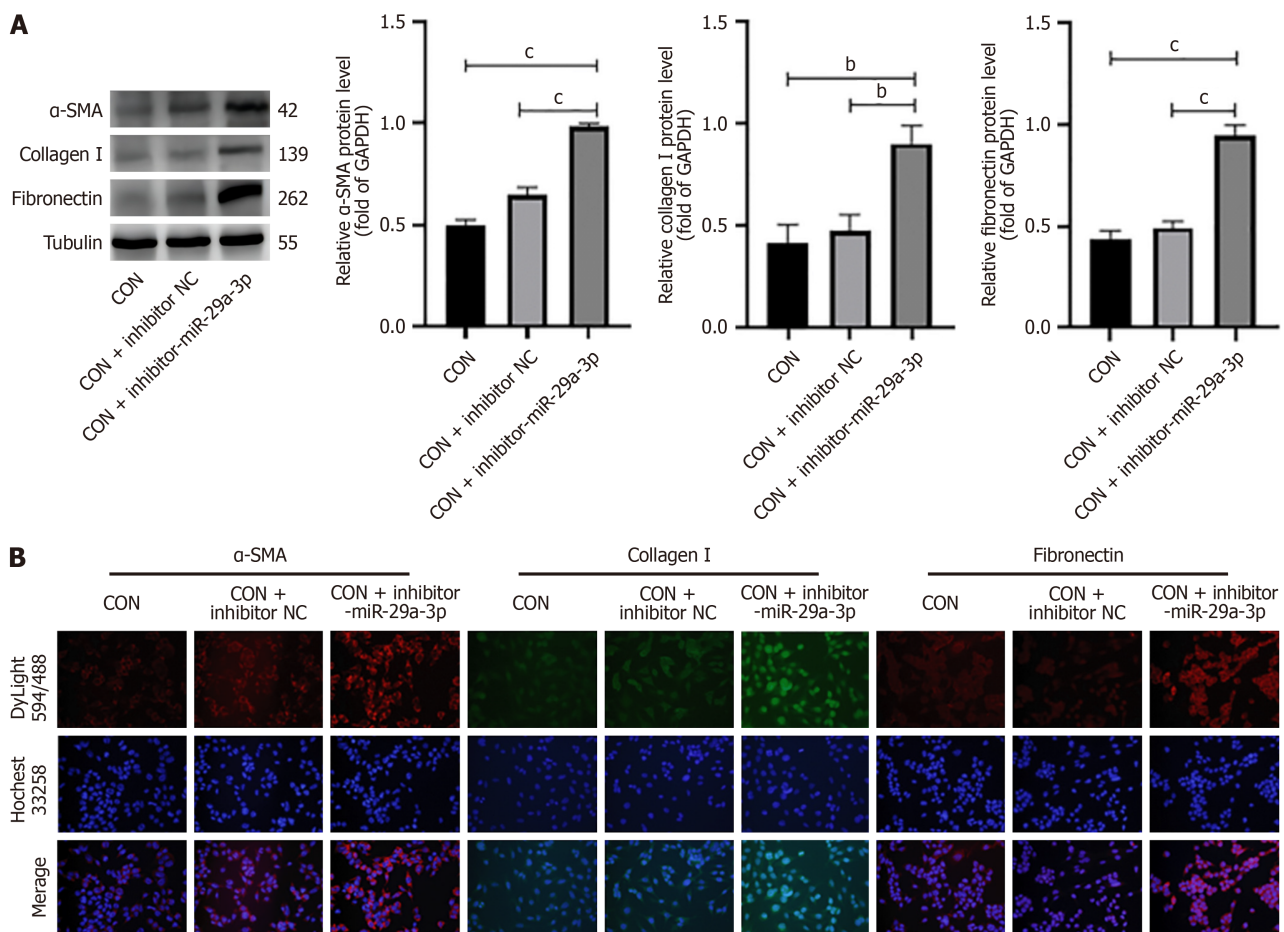 A
α-SMA
42
Collagen I
139
Fibronectin
262
Tubulin
55
CON
CON + inhibitor NC
CON + inhibitor-miR-29a-3p
Relative α-SMA protein level
(fold of GAPDH)
1.5
1.0
0.5
0.0
c
c
CON
CON + inhibitor NC
CON + inhibitor-miR-29a-3p
Relative collagen I protein level
(fold of GAPDH)
1.5
1.0
0.5
0.0
b
b
CON
CON + inhibitor NC
CON + inhibitor-miR-29a-3p
Relative fibronectin protein level
(fold of GAPDH)
1.5
1.0
0.5
0.0
c
c
CON
CON + inhibitor NC
CON + inhibitor-miR-29a-3p
B
α-SMA
CON
CON +
inhibitor NC
CON + inhibitor
-miR-29a-3p
Collagen I
CON
CON +
inhibitor NC
CON + inhibitor
-miR-29a-3p
Fibronectin
CON
CON +
inhibitor NC
CON + inhibitor
-miR-29a-3p
DyLight
594/488
Hochest
33258
Merage